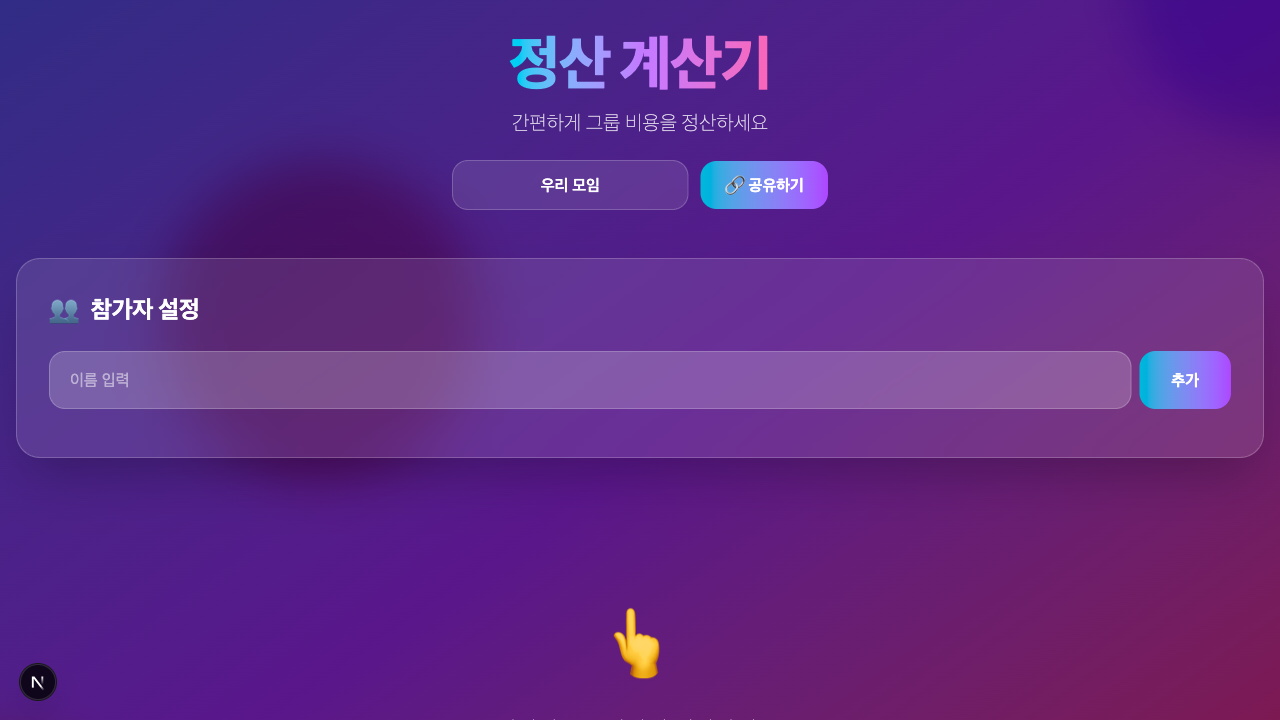 정산 계산기
간편하게 그룹 비용을 정산하세요
우리 모임
공유하기
참가자 설정
이름 입력
추가
N